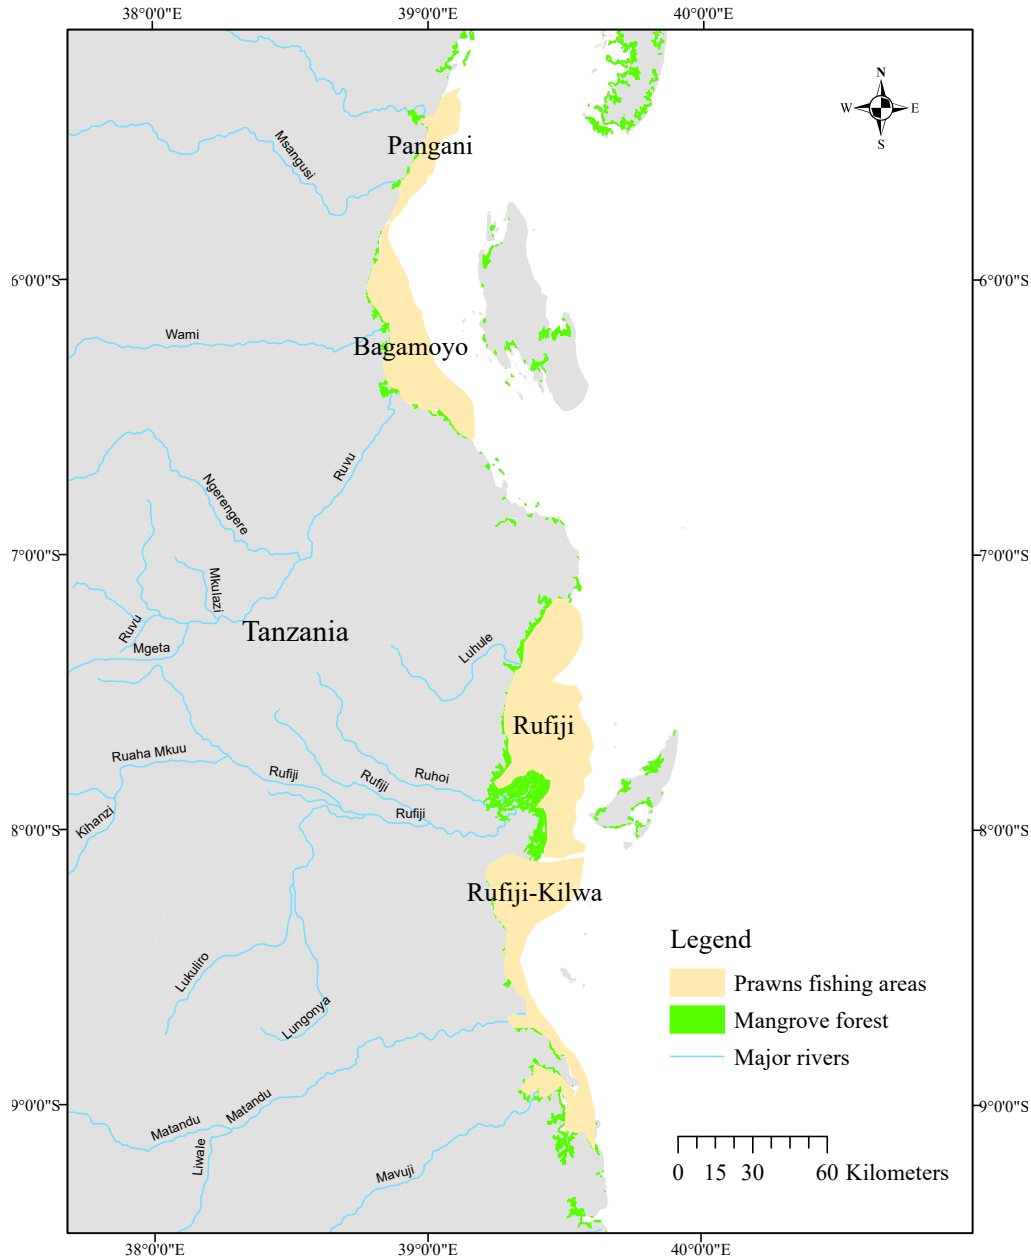 38°0'0"E 39°0'0"E 40°0'0"E
N
W E
S
Pangani
Msangusi
6°0'0"S 6°0'0"S
Wami
Bagamoyo
Ruvu
Ngerengere
7°0'0"S 7°0'0"S
Mkulazi
Ruvu
Tanzania
Mgeta
Luhule
Rufiji
Ruaha Mkuu
Rufiji
Rufiji
Ruhoi
Rufiji
Kihanzi
8°0'0"S 8°0'0"S
Rufiji-Kilwa
Legend
Prawns fishing areas
Mangrove forest
Major rivers
Lukuliro
Lungonya
9°0'0"S 9°0'0"S
Matandu
Matandu
Liwale
Mavuji
0 15 30 60 Kilometers
38°0'0"E 39°0'0"E 40°0'0"E